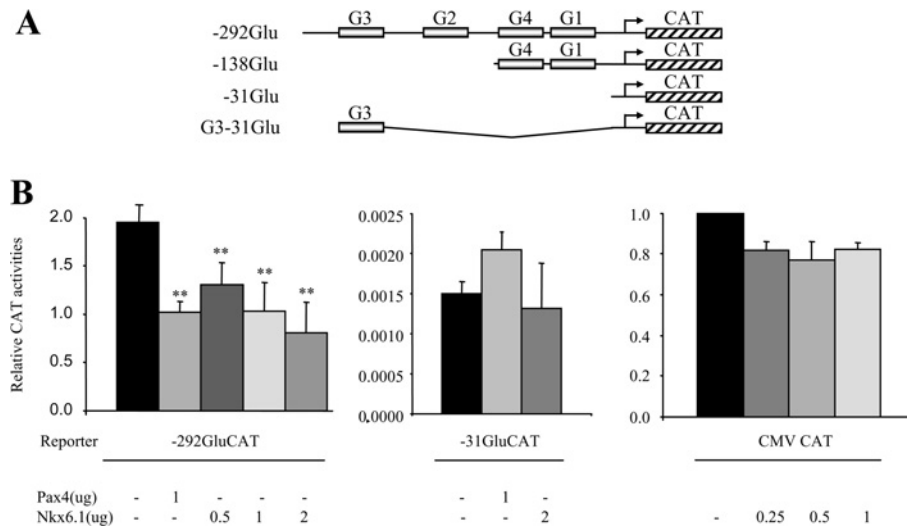 A
G3 G2 G4 G1 CAT
-292Glu
G4 G1 CAT
-138Glu
CAT
-31Glu
G3 CAT
G3-31Glu
B
Relative CAT activities
2.0
1.5
1.0
0.5
0.0
** ** ** **
0.0025
0.0020
0.0015
0.0010
0.0005
0.0000
1.0
0.8
0.6
0.4
0.2
0.0
Reporter -292GluCAT -31GluCAT CMV CAT
Pax4(ug) - 1 - - - - 1 -
Nkx6.1(ug) - - 0.5 1 2 - - 2 - 0.25 0.5 1